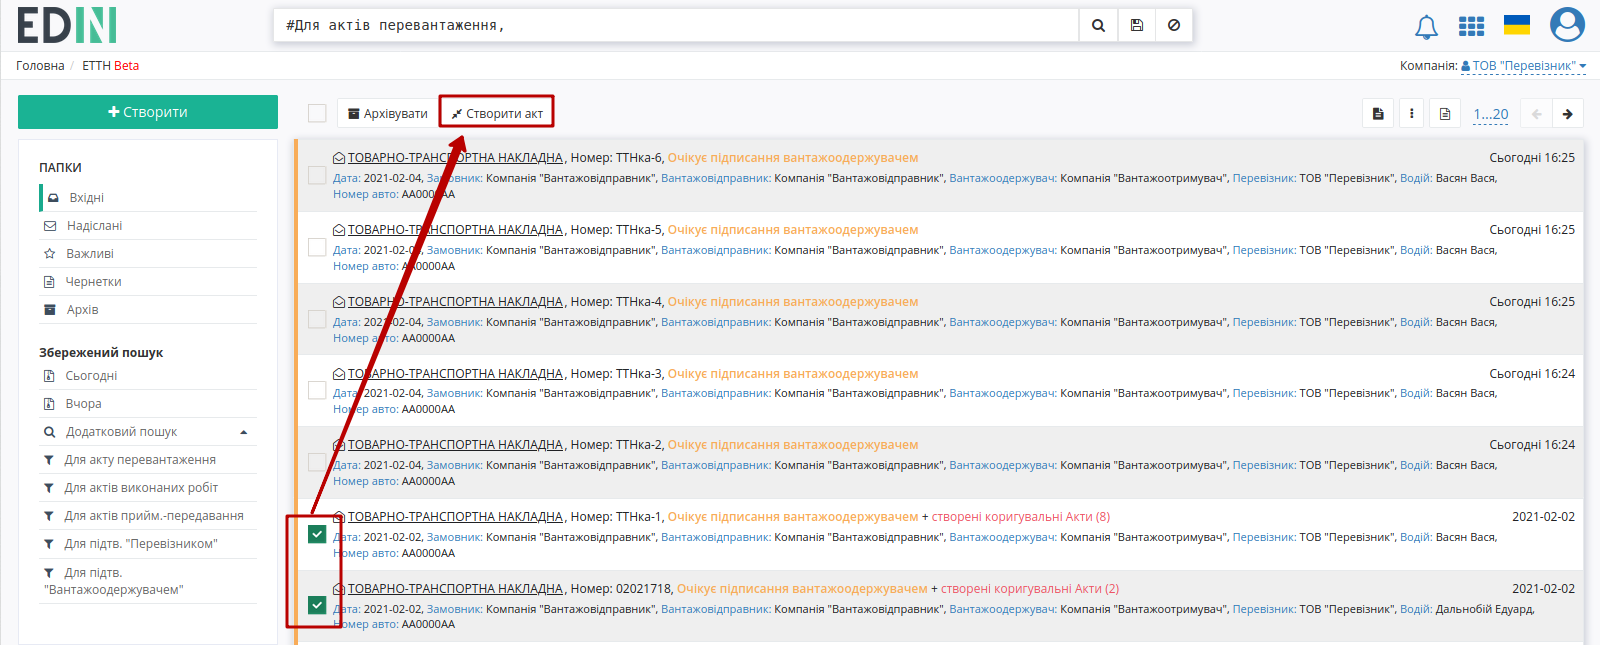 EDIN
#Для актів перевантаження,
Головна / ЕТТН Beta
Компанія: ТОВ "Перевізник"
Створити
Архівувати
Створити акт
1...20
ПАПКИ
Вхідні
Надіслані
Важливі
Чернетки
Архів
Збережений пошук
Сьогодні
Вчора
Додатковий пошук
Для акту перевантаження
Для актів виконаних робіт
Для актів прийм.-передавання
Для підтв. "Перевізником"
Для підтв.
"Вантажоодержувачем"
ТОВАРНО-ТРАНСПОРТНА НАКЛАДНА, Номер: ТТНка-6, Очікує підписання вантажоодержувачем Сьогодні 16:25
Дата: 2021-02-04, Замовник: Компанія "Вантажовідправник", Вантажовідправник: Компанія "Вантажовідправник", Вантажоодержувач: Компанія "Вантажоотримувач", Перевізник: ТОВ "Перевізник", Водій: Васян Вася,
Номер авто: АА0000АА
ТОВАРНО-ТРАНСПОРТНА НАКЛАДНА, Номер: ТТНка-5, Очікує підписання вантажоодержувачем Сьогодні 16:25
Дата: 2021-02-04, Замовник: Компанія "Вантажовідправник", Вантажовідправник: Компанія "Вантажовідправник", Вантажоодержувач: Компанія "Вантажоотримувач", Перевізник: ТОВ "Перевізник", Водій: Васян Вася,
Номер авто: АА0000АА
ТОВАРНО-ТРАНСПОРТНА НАКЛАДНА, Номер: ТТНка-4, Очікує підписання вантажоодержувачем Сьогодні 16:25
Дата: 2021-02-04, Замовник: Компанія "Вантажовідправник", Вантажовідправник: Компанія "Вантажовідправник", Вантажоодержувач: Компанія "Вантажоотримувач", Перевізник: ТОВ "Перевізник", Водій: Васян Вася,
Номер авто: АА0000АА
ТОВАРНО-ТРАНСПОРТНА НАКЛАДНА, Номер: ТТНка-3, Очікує підписання вантажоодержувачем Сьогодні 16:24
Дата: 2021-02-04, Замовник: Компанія "Вантажовідправник", Вантажовідправник: Компанія "Вантажовідправник", Вантажоодержувач: Компанія "Вантажоотримувач", Перевізник: ТОВ "Перевізник", Водій: Васян Вася,
Номер авто: АА0000АА
ТОВАРНО-ТРАНСПОРТНА НАКЛАДНА, Номер: ТТНка-2, Очікує підписання вантажоодержувачем Сьогодні 16:24
Дата: 2021-02-04, Замовник: Компанія "Вантажовідправник", Вантажовідправник: Компанія "Вантажовідправник", Вантажоодержувач: Компанія "Вантажоотримувач", Перевізник: ТОВ "Перевізник", Водій: Васян Вася,
Номер авто: АА0000АА
ТОВАРНО-ТРАНСПОРТНА НАКЛАДНА, Номер: ТТНка-1, Очікує підписання вантажоодержувачем + створені коригувальні Акти (8) 2021-02-02
Дата: 2021-02-02, Замовник: Компанія "Вантажовідправник", Вантажовідправник: Компанія "Вантажовідправник", Вантажоодержувач: Компанія "Вантажоотримувач", Перевізник: ТОВ "Перевізник", Водій: Васян Вася,
Номер авто: АА0000АА
ТОВАРНО-ТРАНСПОРТНА НАКЛАДНА, Номер: 02021718, Очікує підписання вантажоодержувачем + створені коригувальні Акти (2) 2021-02-02
Дата: 2021-02-02, Замовник: Компанія "Вантажовідправник", Вантажовідправник: Компанія "Вантажовідправник", Вантажоодержувач: Компанія "Вантажоотримувач", Перевізник: ТОВ "Перевізник", Водій: Дальнобій Едуард,
Номер авто: АА0000АА